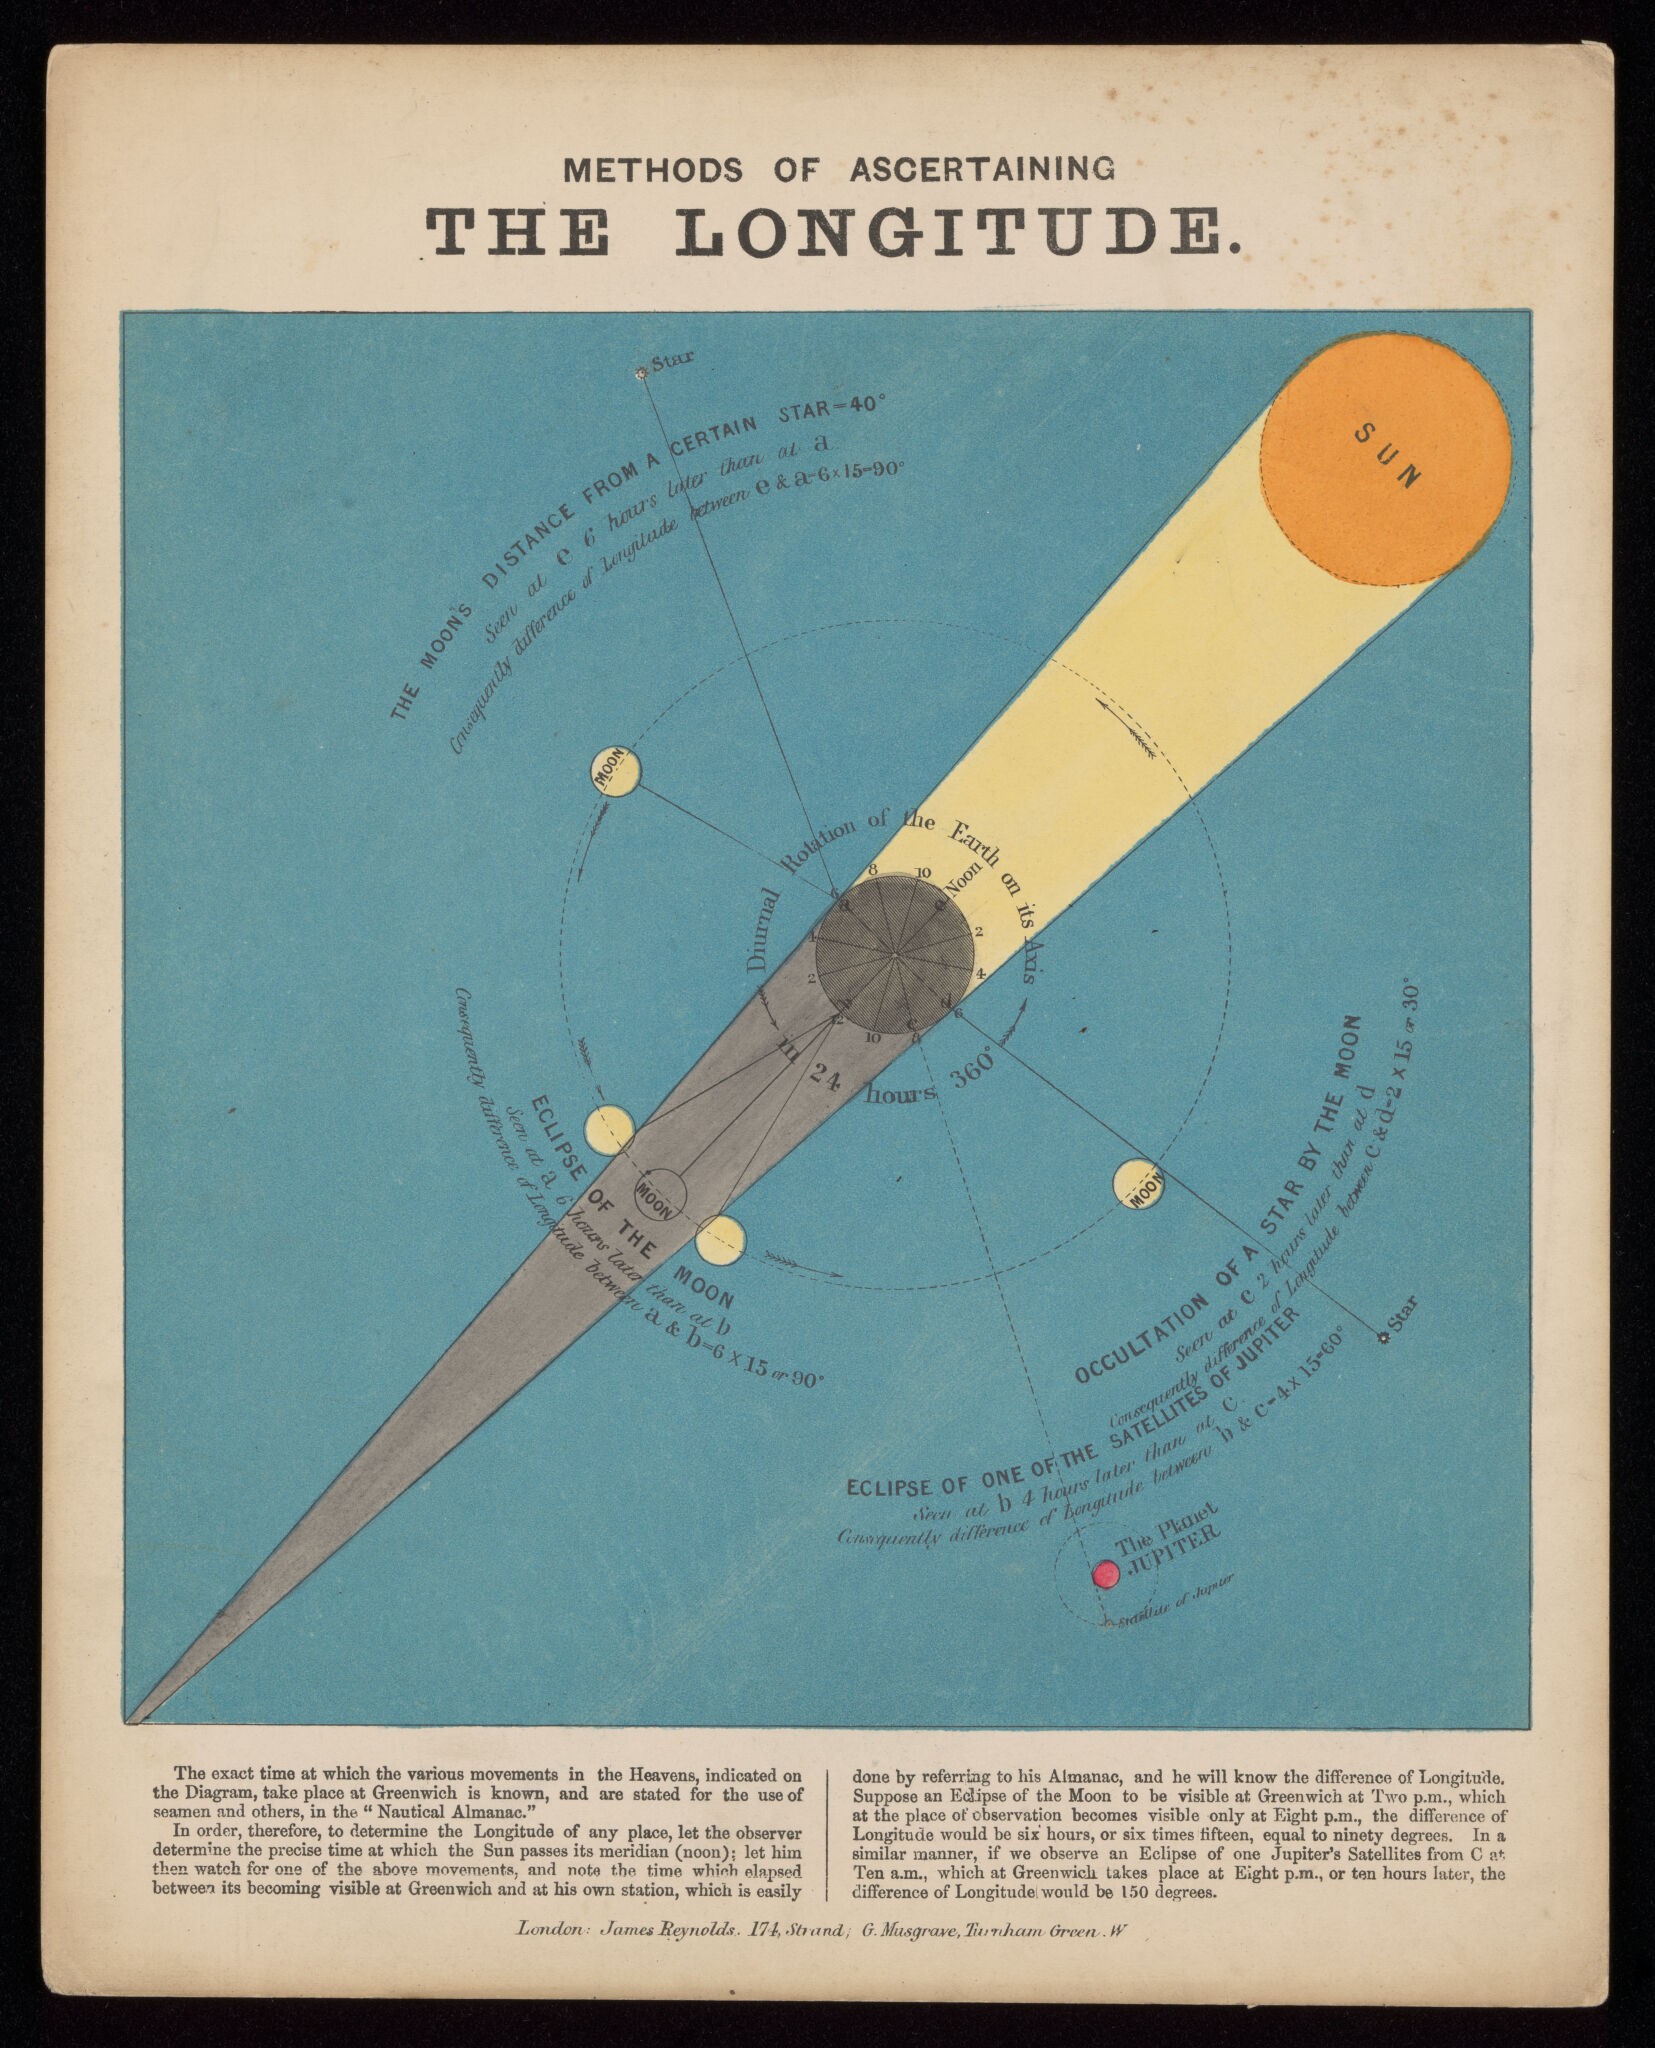 METHODS OF ASCERTAINING
THE LONGITUDE.
Star
SUN
THE MOON'S DISTANCE FROM A CERTAIN STAR=40°
Seen at e 6 hours later than at a
Consequently difference of Longitude between e & a=6×15=90°
MOON
Diurnal Rotation of the Earth on its Axis
in 24 hours 360°
6
8
10
Noon
2
4
6
8
10
12
2
4
a
e
d
c
ECLIPSE OF THE MOON
Seen at a 6 hours later than at b
Consequently difference of Longitude between a & b=6×15 or 90°
MOON
MOON
OCCULTATION OF A STAR BY THE MOON
Seen at c 2 hours later than at d
Consequently difference of Longitude between c & d=2×15 or 30°
Star
ECLIPSE OF ONE OF THE SATELLITES OF JUPITER
Seen at b 4 hours later than at c.
Consequently difference of Longitude between b & c=4×15=60°
The Planet
JUPITER
Satellite of Jupiter
The exact time at which the various movements in the Heavens, indicated on
the Diagram, take place at Greenwich is known, and are stated for the use of
seamen and others, in the “Nautical Almanac.”
In order, therefore, to determine the Longitude of any place, let the observer
determine the precise time at which the Sun passes its meridian (noon); let him
then watch for one of the above movements, and note the time which elapsed
between its becoming visible at Greenwich and at his own station, which is easily
done by referring to his Almanac, and he will know the difference of Longitude.
Suppose an Eclipse of the Moon to be visible at Greenwich at Two p.m., which
at the place of observation becomes visible only at Eight p.m., the difference of
Longitude would be six hours, or six times fifteen, equal to ninety degrees. In a
similar manner, if we observe an Eclipse of one Jupiter's Satellites from C at
Ten a.m., which at Greenwich takes place at Eight p.m., or ten hours later, the
difference of Longitude would be 150 degrees.
London: James Reynolds. 174, Strand; G. Musgrave, Turnham Green. W